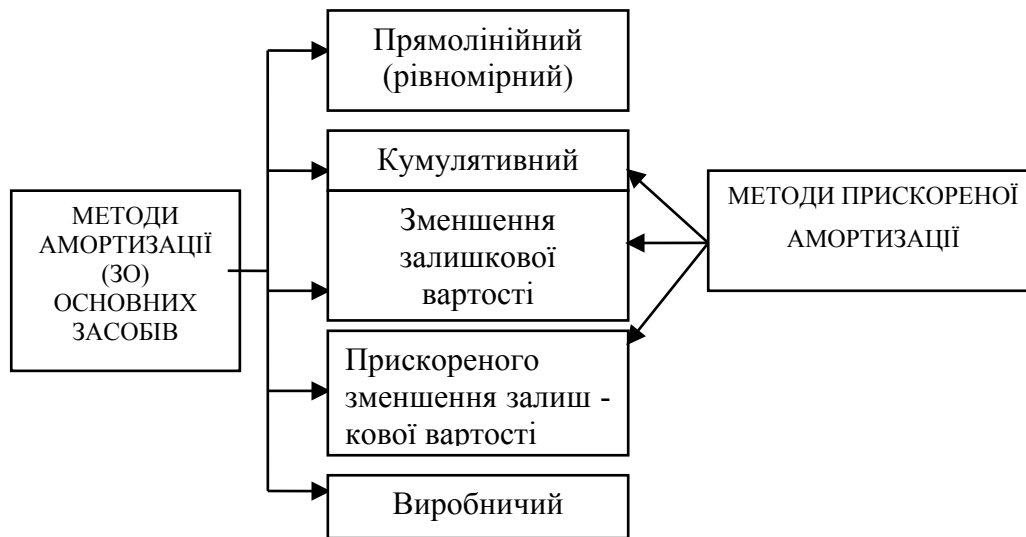 Прямолінійний
(рівномірний)
Кумулятивний
Зменшення
залишкової
вартості
Прискореного
зменшення залиш -
кової вартості
Виробничий
МЕТОДИ
АМОРТИЗАЦІЇ
(ЗО)
ОСНОВНИХ
ЗАСОБІВ
МЕТОДИ ПРИСКОРЕНОЇ
АМОРТИЗАЦІЇ